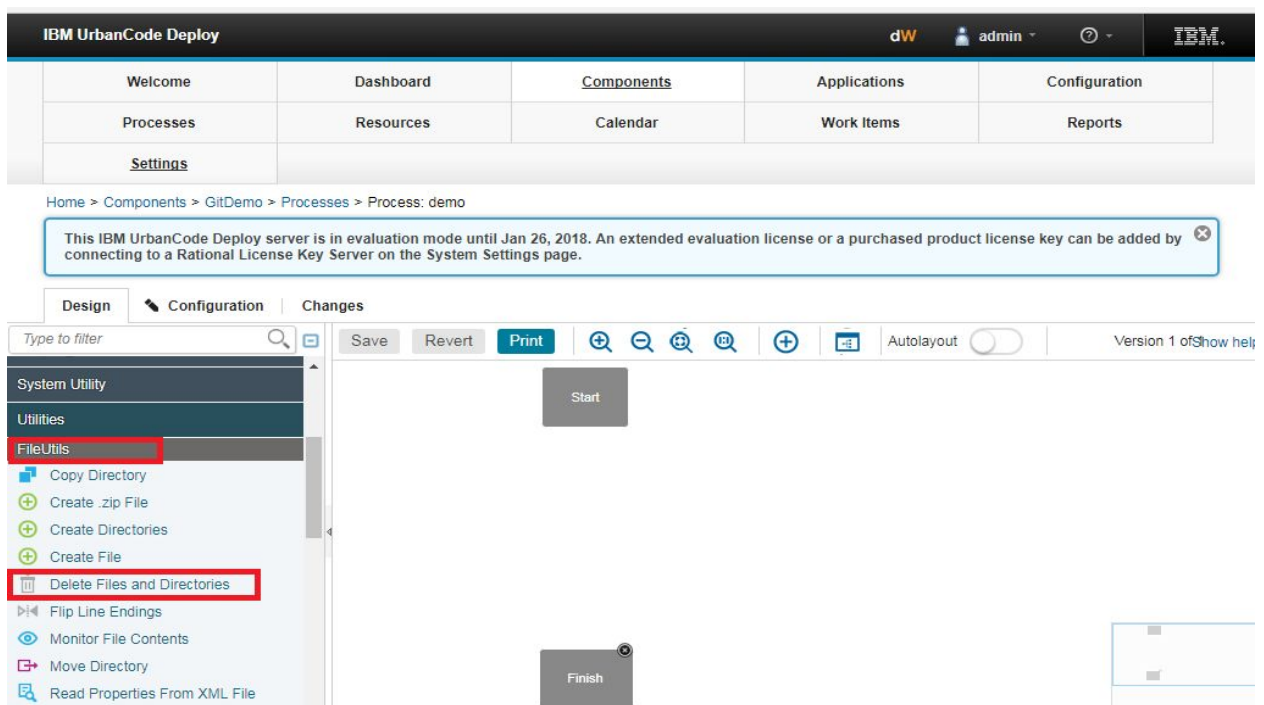 IBM UrbanCode Deploy dW admin IBM.
Welcome Dashboard Components Applications Configuration
Processes Resources Calendar Work Items Reports
Settings
Home > Components > GitDemo > Processes > Process: demo
This IBM UrbanCode Deploy server is in evaluation mode until Jan 26, 2018. An extended evaluation license or a purchased product license key can be added by
connecting to a Rational License Key Server on the System Settings page.
Design Configuration Changes
Type to filter Save Revert Print Autolayout Version 1 of Show help
System Utility
Start
Utilities
FileUtils
Copy Directory
Create .zip File
Create Directories
Create File
Delete Files and Directories
Flip Line Endings
Monitor File Contents
Move Directory
Finish
Read Properties From XML File